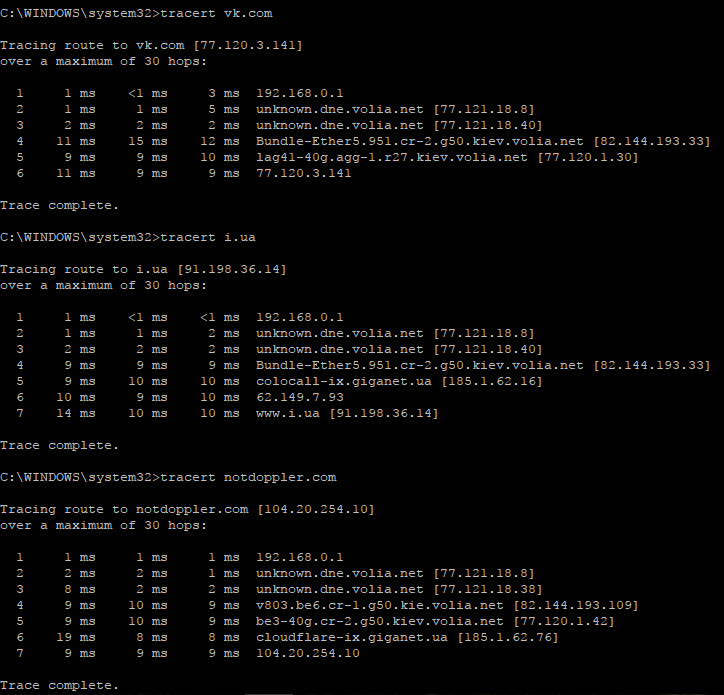 C:\WINDOWS\system32>tracert vk.com
Tracing route to vk.com [77.120.3.141]
over a maximum of 30 hops:
1 1 ms <1 ms 3 ms 192.168.0.1
2 1 ms 1 ms 5 ms unknown.dne.volia.net [77.121.18.8]
3 2 ms 2 ms 2 ms unknown.dne.volia.net [77.121.18.40]
4 11 ms 15 ms 12 ms Bundle-Ether5.951.cr-2.g50.kiev.volia.net [82.144.193.33]
5 9 ms 9 ms 10 ms lag41-40g.agg-1.r27.kiev.volia.net [77.120.1.30]
6 11 ms 9 ms 9 ms 77.120.3.141
Trace complete.
C:\WINDOWS\system32>tracert i.ua
Tracing route to i.ua [91.198.36.14]
over a maximum of 30 hops:
1 1 ms <1 ms <1 ms 192.168.0.1
2 1 ms 1 ms 2 ms unknown.dne.volia.net [77.121.18.8]
3 2 ms 2 ms 2 ms unknown.dne.volia.net [77.121.18.40]
4 9 ms 9 ms 9 ms Bundle-Ether5.951.cr-2.g50.kiev.volia.net [82.144.193.33]
5 9 ms 10 ms 10 ms colocall-ix.giganet.ua [185.1.62.16]
6 10 ms 9 ms 10 ms 62.149.7.93
7 14 ms 10 ms 10 ms www.i.ua [91.198.36.14]
Trace complete.
C:\WINDOWS\system32>tracert notdoppler.com
Tracing route to notdoppler.com [104.20.254.10]
over a maximum of 30 hops:
1 1 ms 1 ms 1 ms 192.168.0.1
2 2 ms 2 ms 1 ms unknown.dne.volia.net [77.121.18.8]
3 8 ms 2 ms 2 ms unknown.dne.volia.net [77.121.18.38]
4 9 ms 10 ms 9 ms v803.be6.cr-1.g50.kie.volia.net [82.144.193.109]
5 9 ms 10 ms 9 ms be3-40g.cr-2.g50.kiev.volia.net [77.120.1.42]
6 19 ms 8 ms 8 ms cloudflare-ix.giganet.ua [185.1.62.76]
7 9 ms 9 ms 9 ms 104.20.254.10
Trace complete.